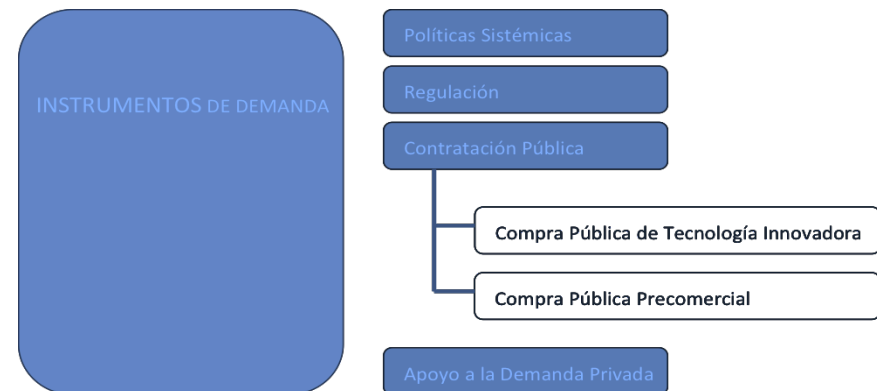 INSTRUMENTOS DE DEMANDA
Políticas Sistémicas
Regulación
Contratación Pública
Compra Pública de Tecnología Innovadora
Compra Pública Precomercial
Apoyo a la Demanda Privada